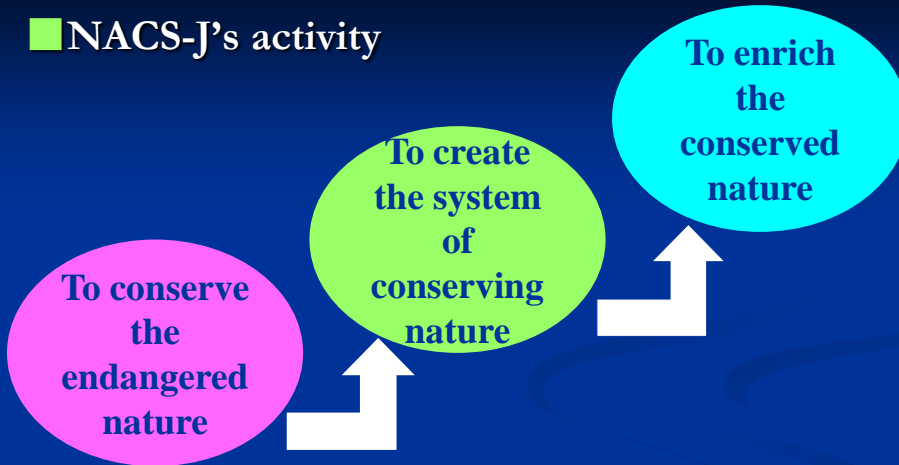 NACS-J's activity
To conserve
the
endangered
nature
To create
the system
of
conserving
nature
To enrich
the
conserved
nature